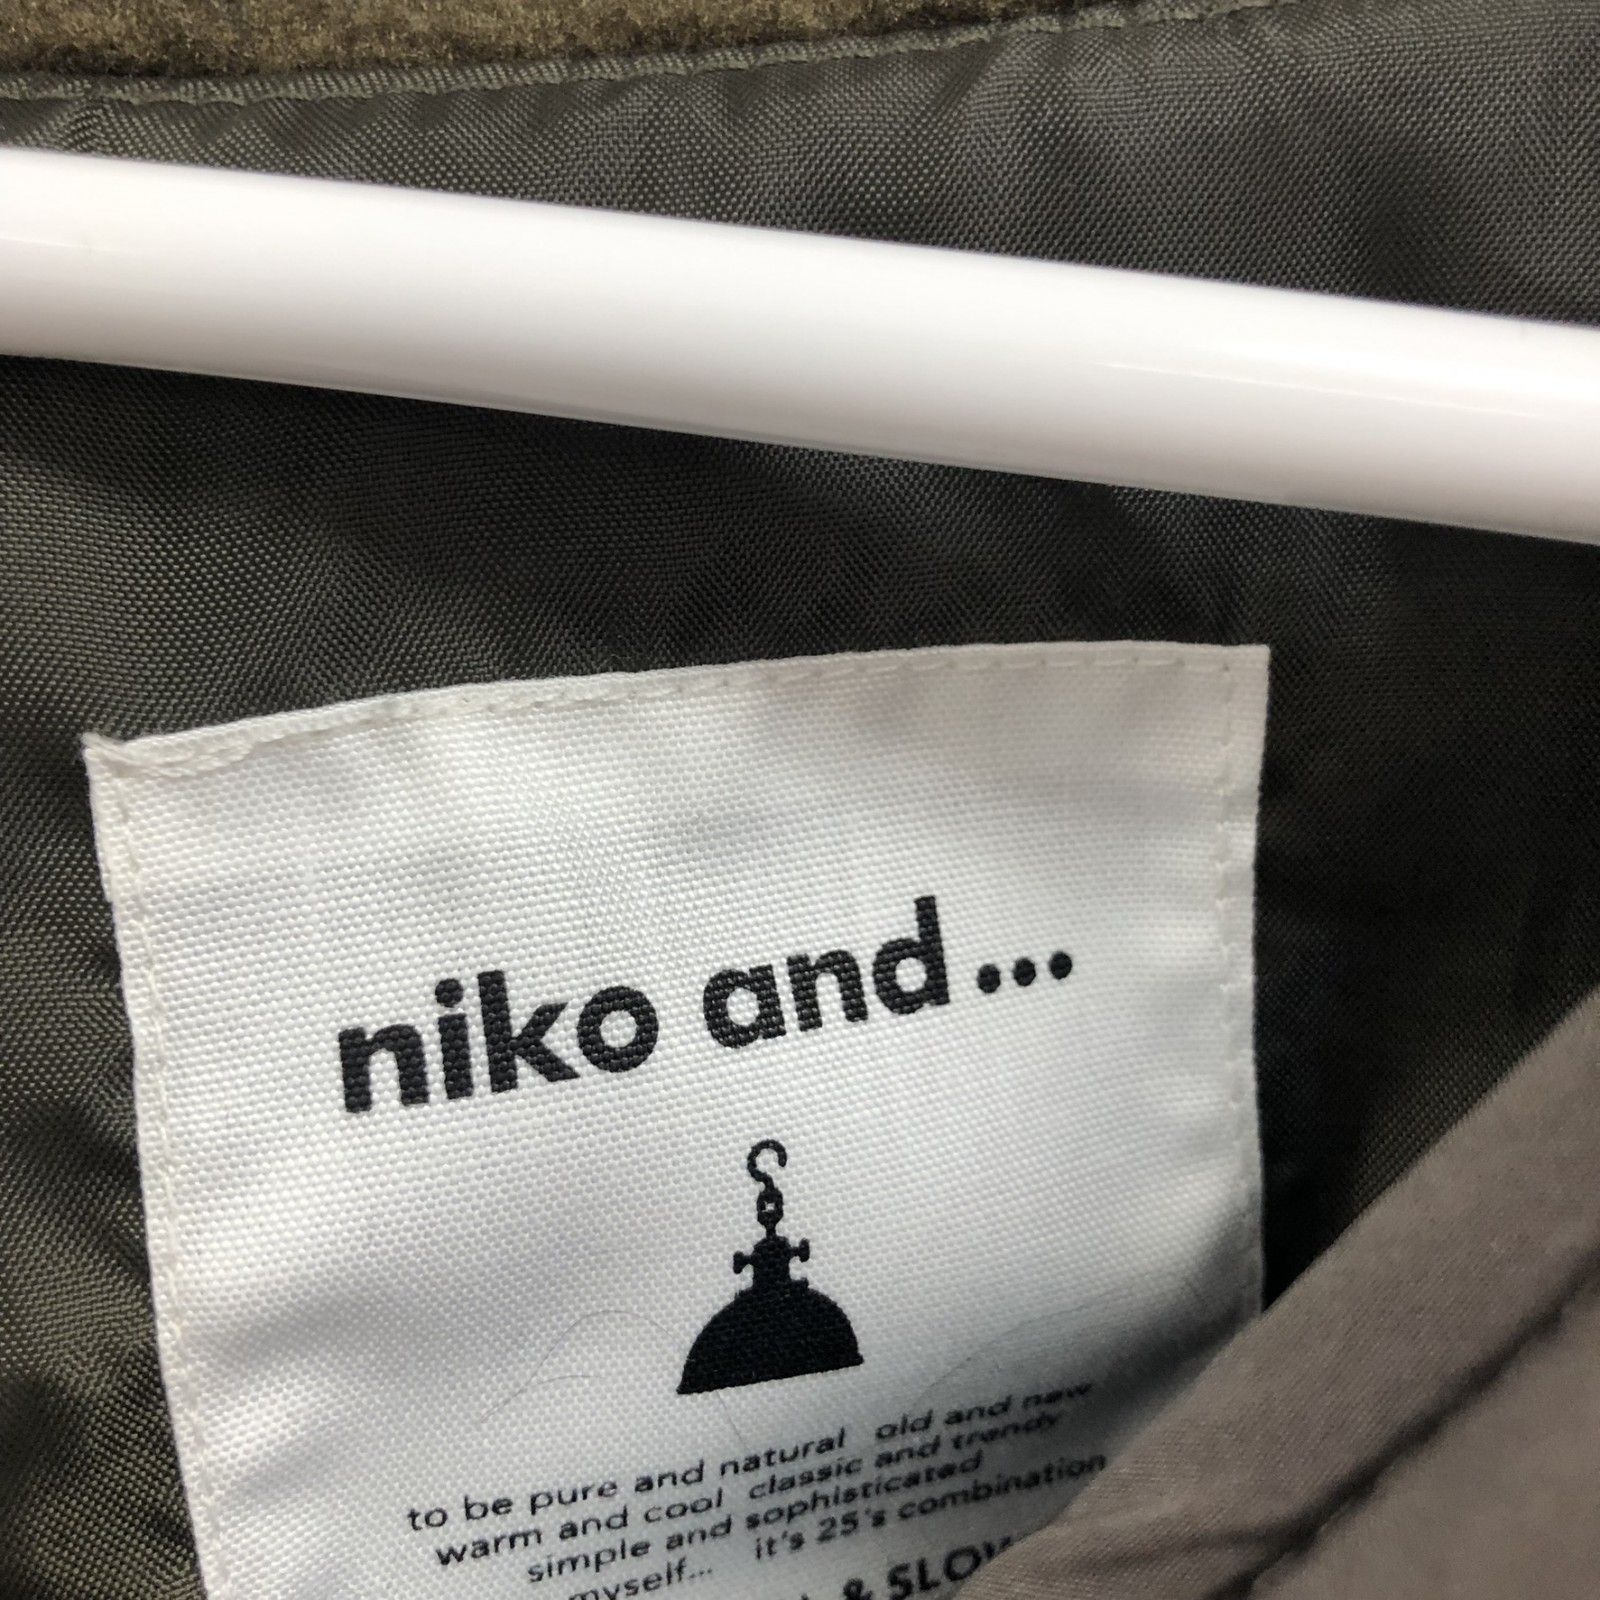 niko and...
to be pure and natural old and new
warm and cool classic and trendy
simple and sophisticated
myself... it's 25's combination
& SLOW